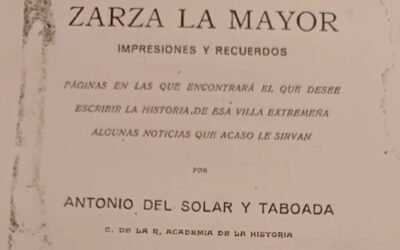 ZARZA LA MAYOR
IMPRESIONES Y RECUERDOS
PÁGINAS EN LAS QUE ENCONTRARÁ EL QUE DESEE
ESCRIBIR LA HISTORIA DE ESA VILLA EXTREMEÑA
ALGUNAS NOTICIAS QUE ACASO LE SIRVAN
POR
ANTONIO DEL SOLAR Y TABOADA
C. DE LA R. ACADEMIA DE LA HISTORIA